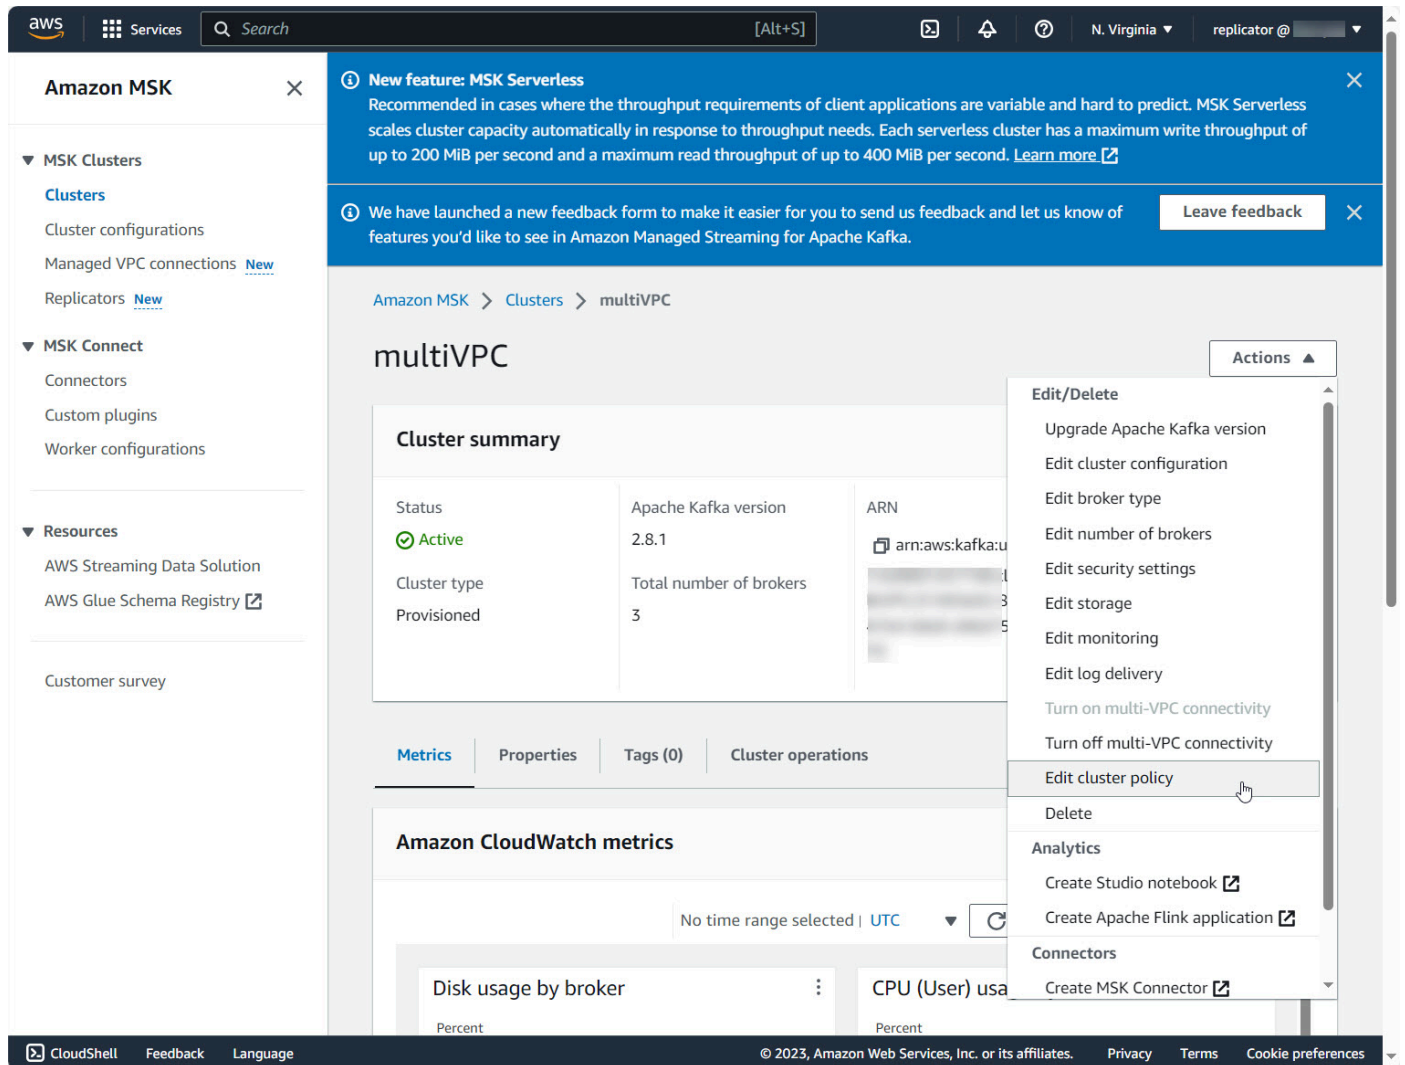 aws
Services
Search
[Alt+S]
N. Virginia
replicator @
Amazon MSK
MSK Clusters
Clusters
Cluster configurations
Managed VPC connections New
Replicators New
MSK Connect
Connectors
Custom plugins
Worker configurations
Resources
AWS Streaming Data Solution
AWS Glue Schema Registry
Customer survey
New feature: MSK Serverless
Recommended in cases where the throughput requirements of client applications are variable and hard to predict. MSK Serverless
scales cluster capacity automatically in response to throughput needs. Each serverless cluster has a maximum write throughput of
up to 200 MiB per second and a maximum read throughput of up to 400 MiB per second. Learn more
We have launched a new feedback form to make it easier for you to send us feedback and let us know of
features you'd like to see in Amazon Managed Streaming for Apache Kafka.
Leave feedback
Amazon MSK > Clusters > multiVPC
multiVPC
Actions
Cluster summary
Status
Active
Cluster type
Provisioned
Apache Kafka version
2.8.1
Total number of brokers
3
ARN
arn:aws:kafka:u
Edit/Delete
Upgrade Apache Kafka version
Edit cluster configuration
Edit broker type
Edit number of brokers
Edit security settings
Edit storage
Edit monitoring
Edit log delivery
Turn on multi-VPC connectivity
Turn off multi-VPC connectivity
Edit cluster policy
Delete
Analytics
Create Studio notebook
Create Apache Flink application
Connectors
Create MSK Connector
Metrics
Properties
Tags (0)
Cluster operations
Amazon CloudWatch metrics
No time range selected | UTC
Disk usage by broker
Percent
CPU (User) usa
Percent
CloudShell
Feedback
Language
© 2023, Amazon Web Services, Inc. or its affiliates.
Privacy
Terms
Cookie preferences